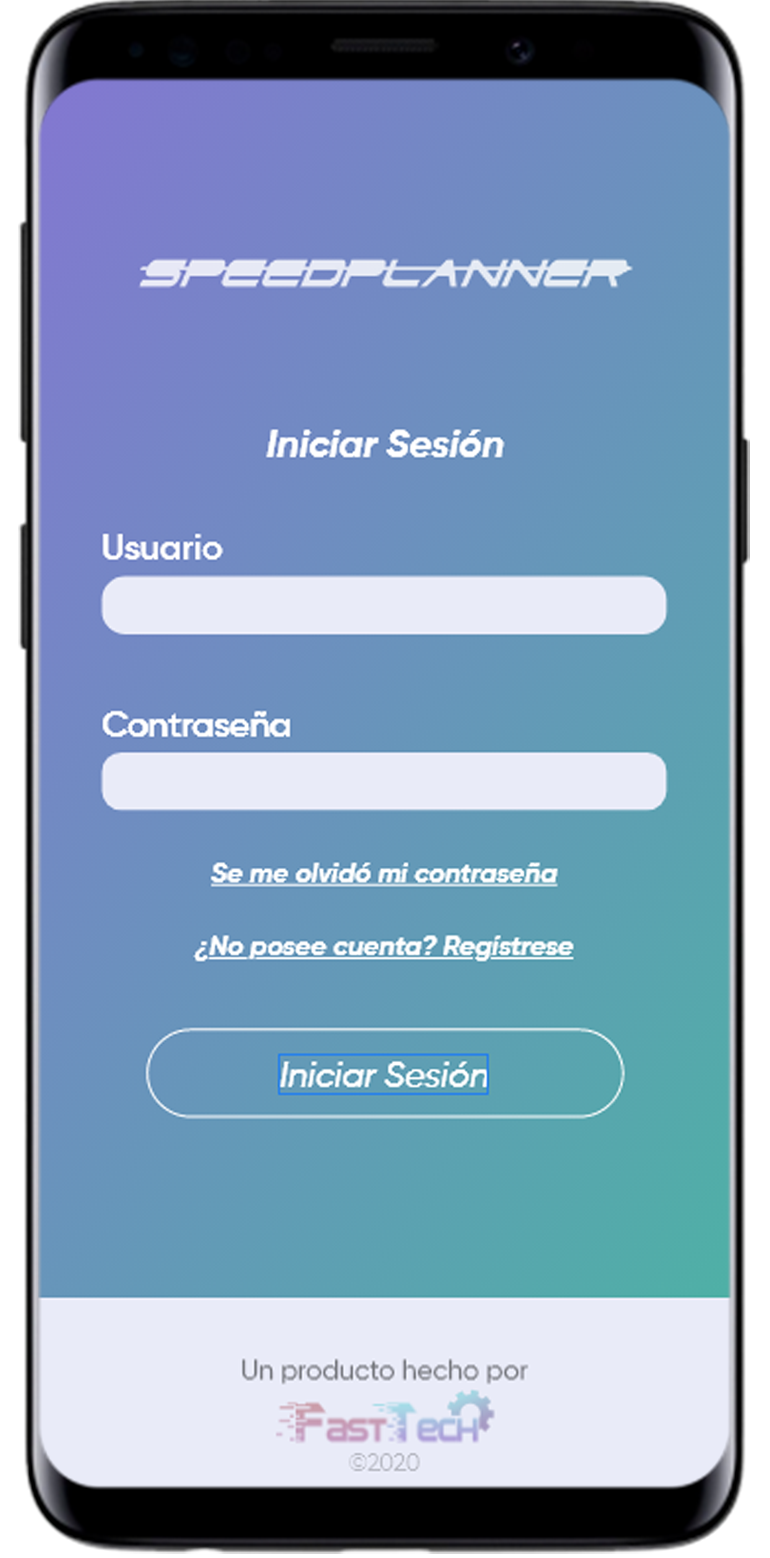 SPEEDPLANNER
Iniciar Sesión
Usuario
Contraseña
Se me olvidó mi contraseña
¿No posee cuenta? Regístrese
Iniciar Sesión
Un producto hecho por
FastTech
©2020